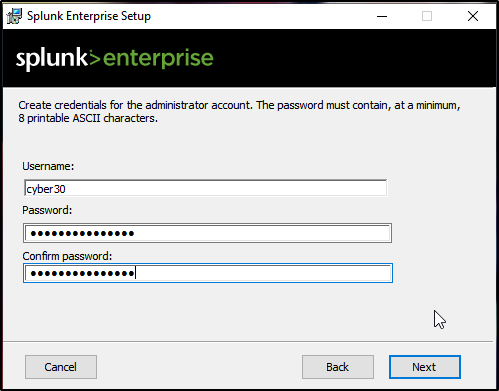 Splunk Enterprise Setup
splunk>enterprise
Create credentials for the administrator account. The password must contain, at a minimum,
8 printable ASCII characters.
Username:
cyber30
Password:
●●●●●●●●●●●●●●●
Confirm password:
●●●●●●●●●●●●●●●
Cancel
Back
Next